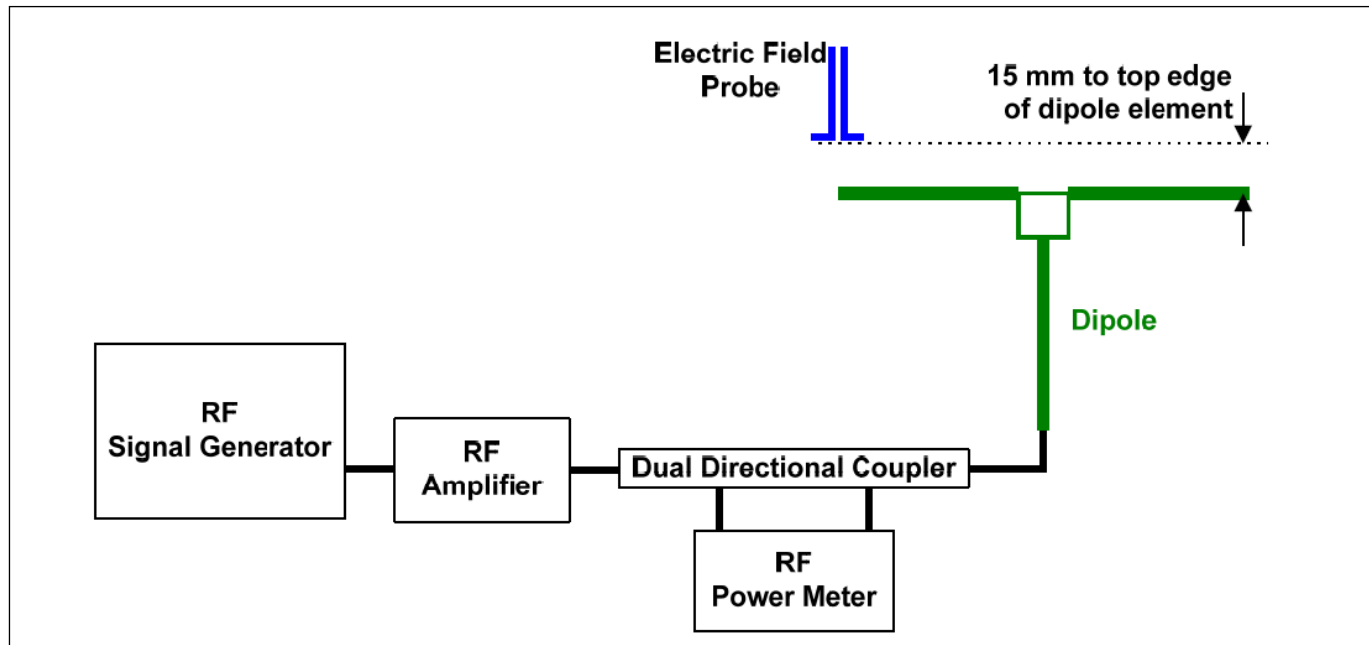 Electric Field
Probe
15 mm to top edge
of dipole element
Dipole
RF
Signal Generator
RF
Amplifier
Dual Directional Coupler
RF
Power Meter